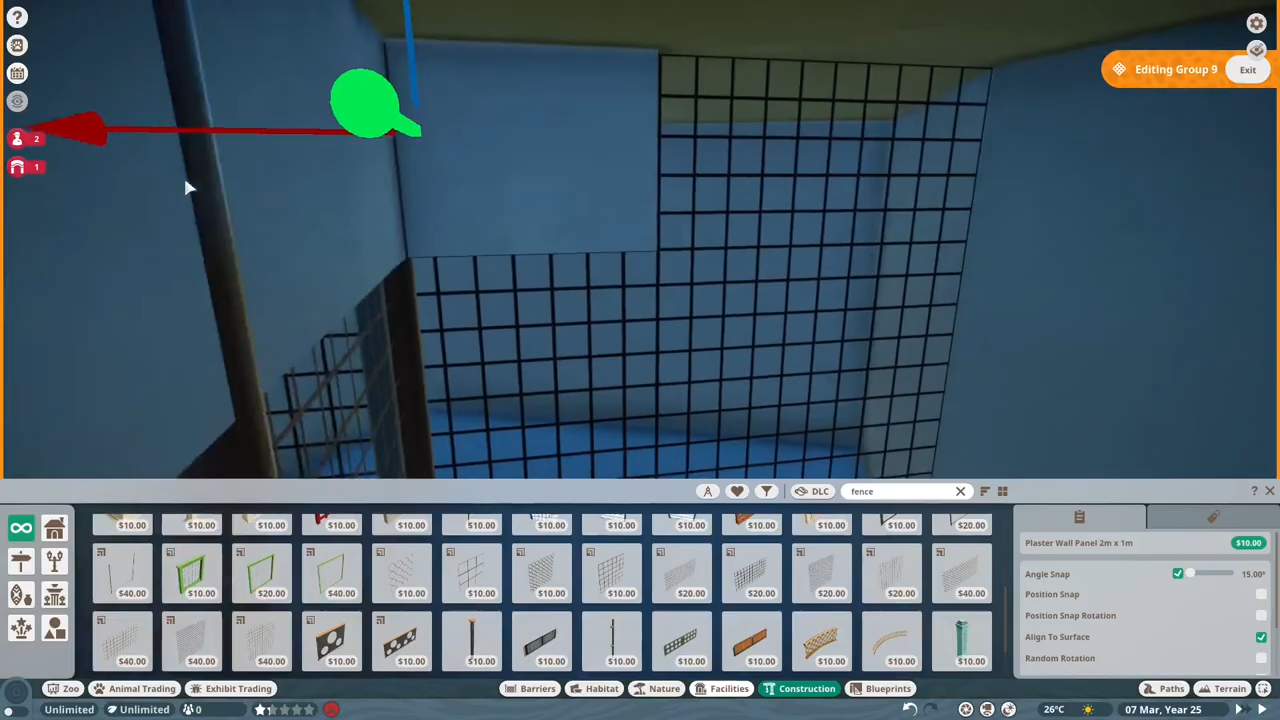 ?
Editing Group 9 Exit
2
1
DLC fence ? ×
$10.00 $10.00 $10.00 $10.00 $10.00 $10.00 $10.00 $10.00 $10.00 $10.00 $10.00 $10.00 $20.00
Plaster Wall Panel 2m x 1m $10.00
$40.00 $10.00 $20.00 $40.00 $10.00 $10.00 $10.00 $10.00 $20.00 $20.00 $20.00 $20.00 $40.00
Angle Snap 15.00°
Position Snap
Position Snap Rotation
Align To Surface
Random Rotation
$40.00 $40.00 $40.00 $10.00 $10.00 $10.00 $10.00 $10.00 $10.00 $10.00 $10.00 $10.00 $10.00
Zoo Animal Trading Exhibit Trading Barriers Habitat Nature Facilities Construction Blueprints Paths Terrain
Unlimited Unlimited 0 26°C 07 Mar, Year 25